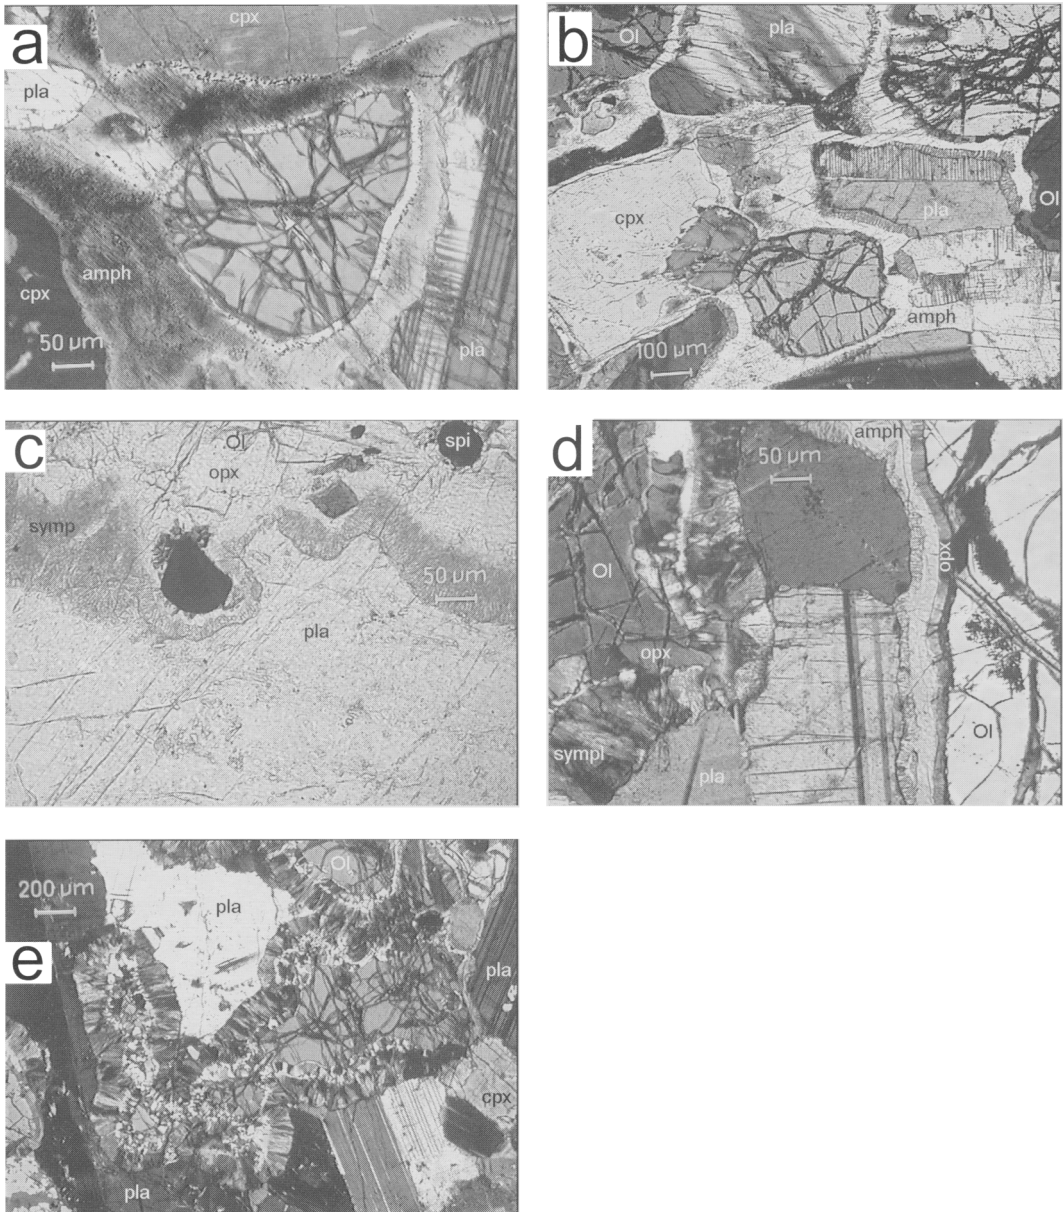 a
cpx
pla
amph
cpx
50 µm
pla
b
Ol
pla
cpx
pla
Ol
amph
100 µm
c
Ol
opx
spi
symp
50 µm
pla
d
amph
50 µm
Ol
opx
opx
sympl
pla
Ol
200 µm
Ol
pla
e
pla
cpx
pla